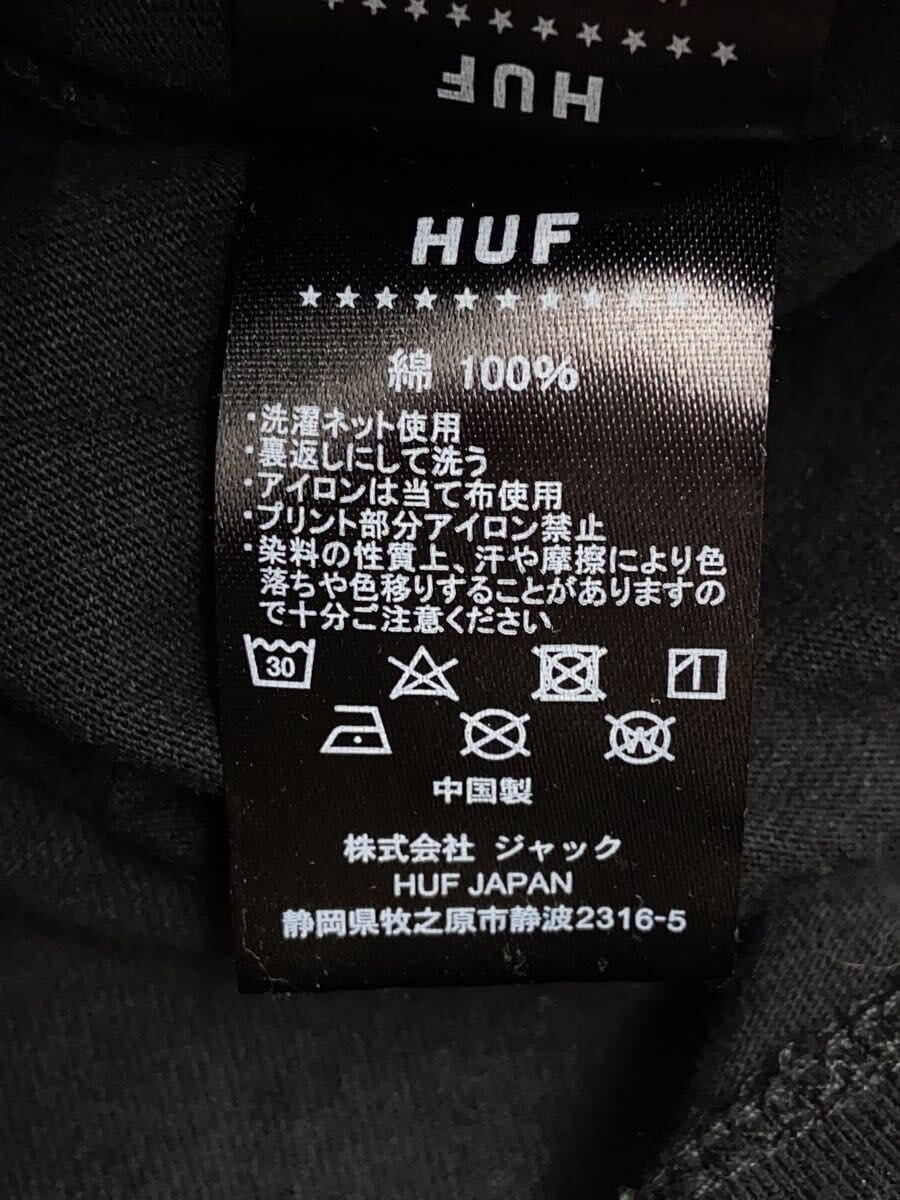 HUF
HUF
綿 100%
・洗濯ネット使用
・裏返しにして洗う
・アイロンは当て布使用
・プリント部分アイロン禁止
・染料の性質上、汗や摩擦により色
落ちや色移りすることがありますの
で十分ご注意ください
30
W
中国製
株式会社 ジャック
HUF JAPAN
静岡県牧之原市静波2316-5